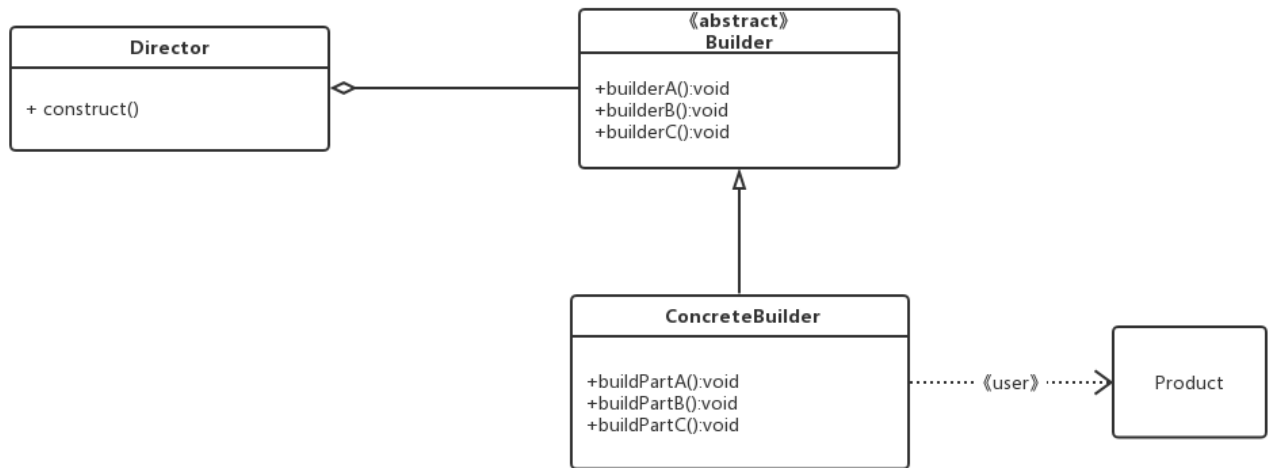 Director
+ construct()
《abstract》
Builder
+builderA():void
+builderB():void
+builderC():void
ConcreteBuilder
+buildPartA():void
+buildPartB():void
+buildPartC():void
《user》
Product